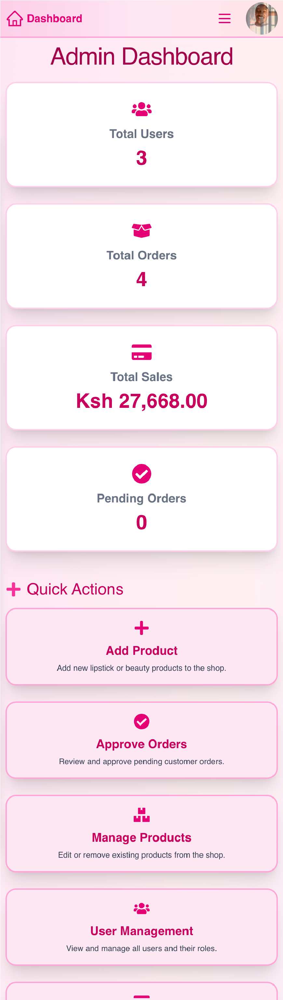 Dashboard
Admin Dashboard
Total Users
3
Total Orders
4
Total Sales
Ksh 27,668.00
Pending Orders
0
Quick Actions
Add Product
Add new lipstick or beauty products to the shop.
Approve Orders
Review and approve pending customer orders.
Manage Products
Edit or remove existing products from the shop.
User Management
View and manage all users and their roles.